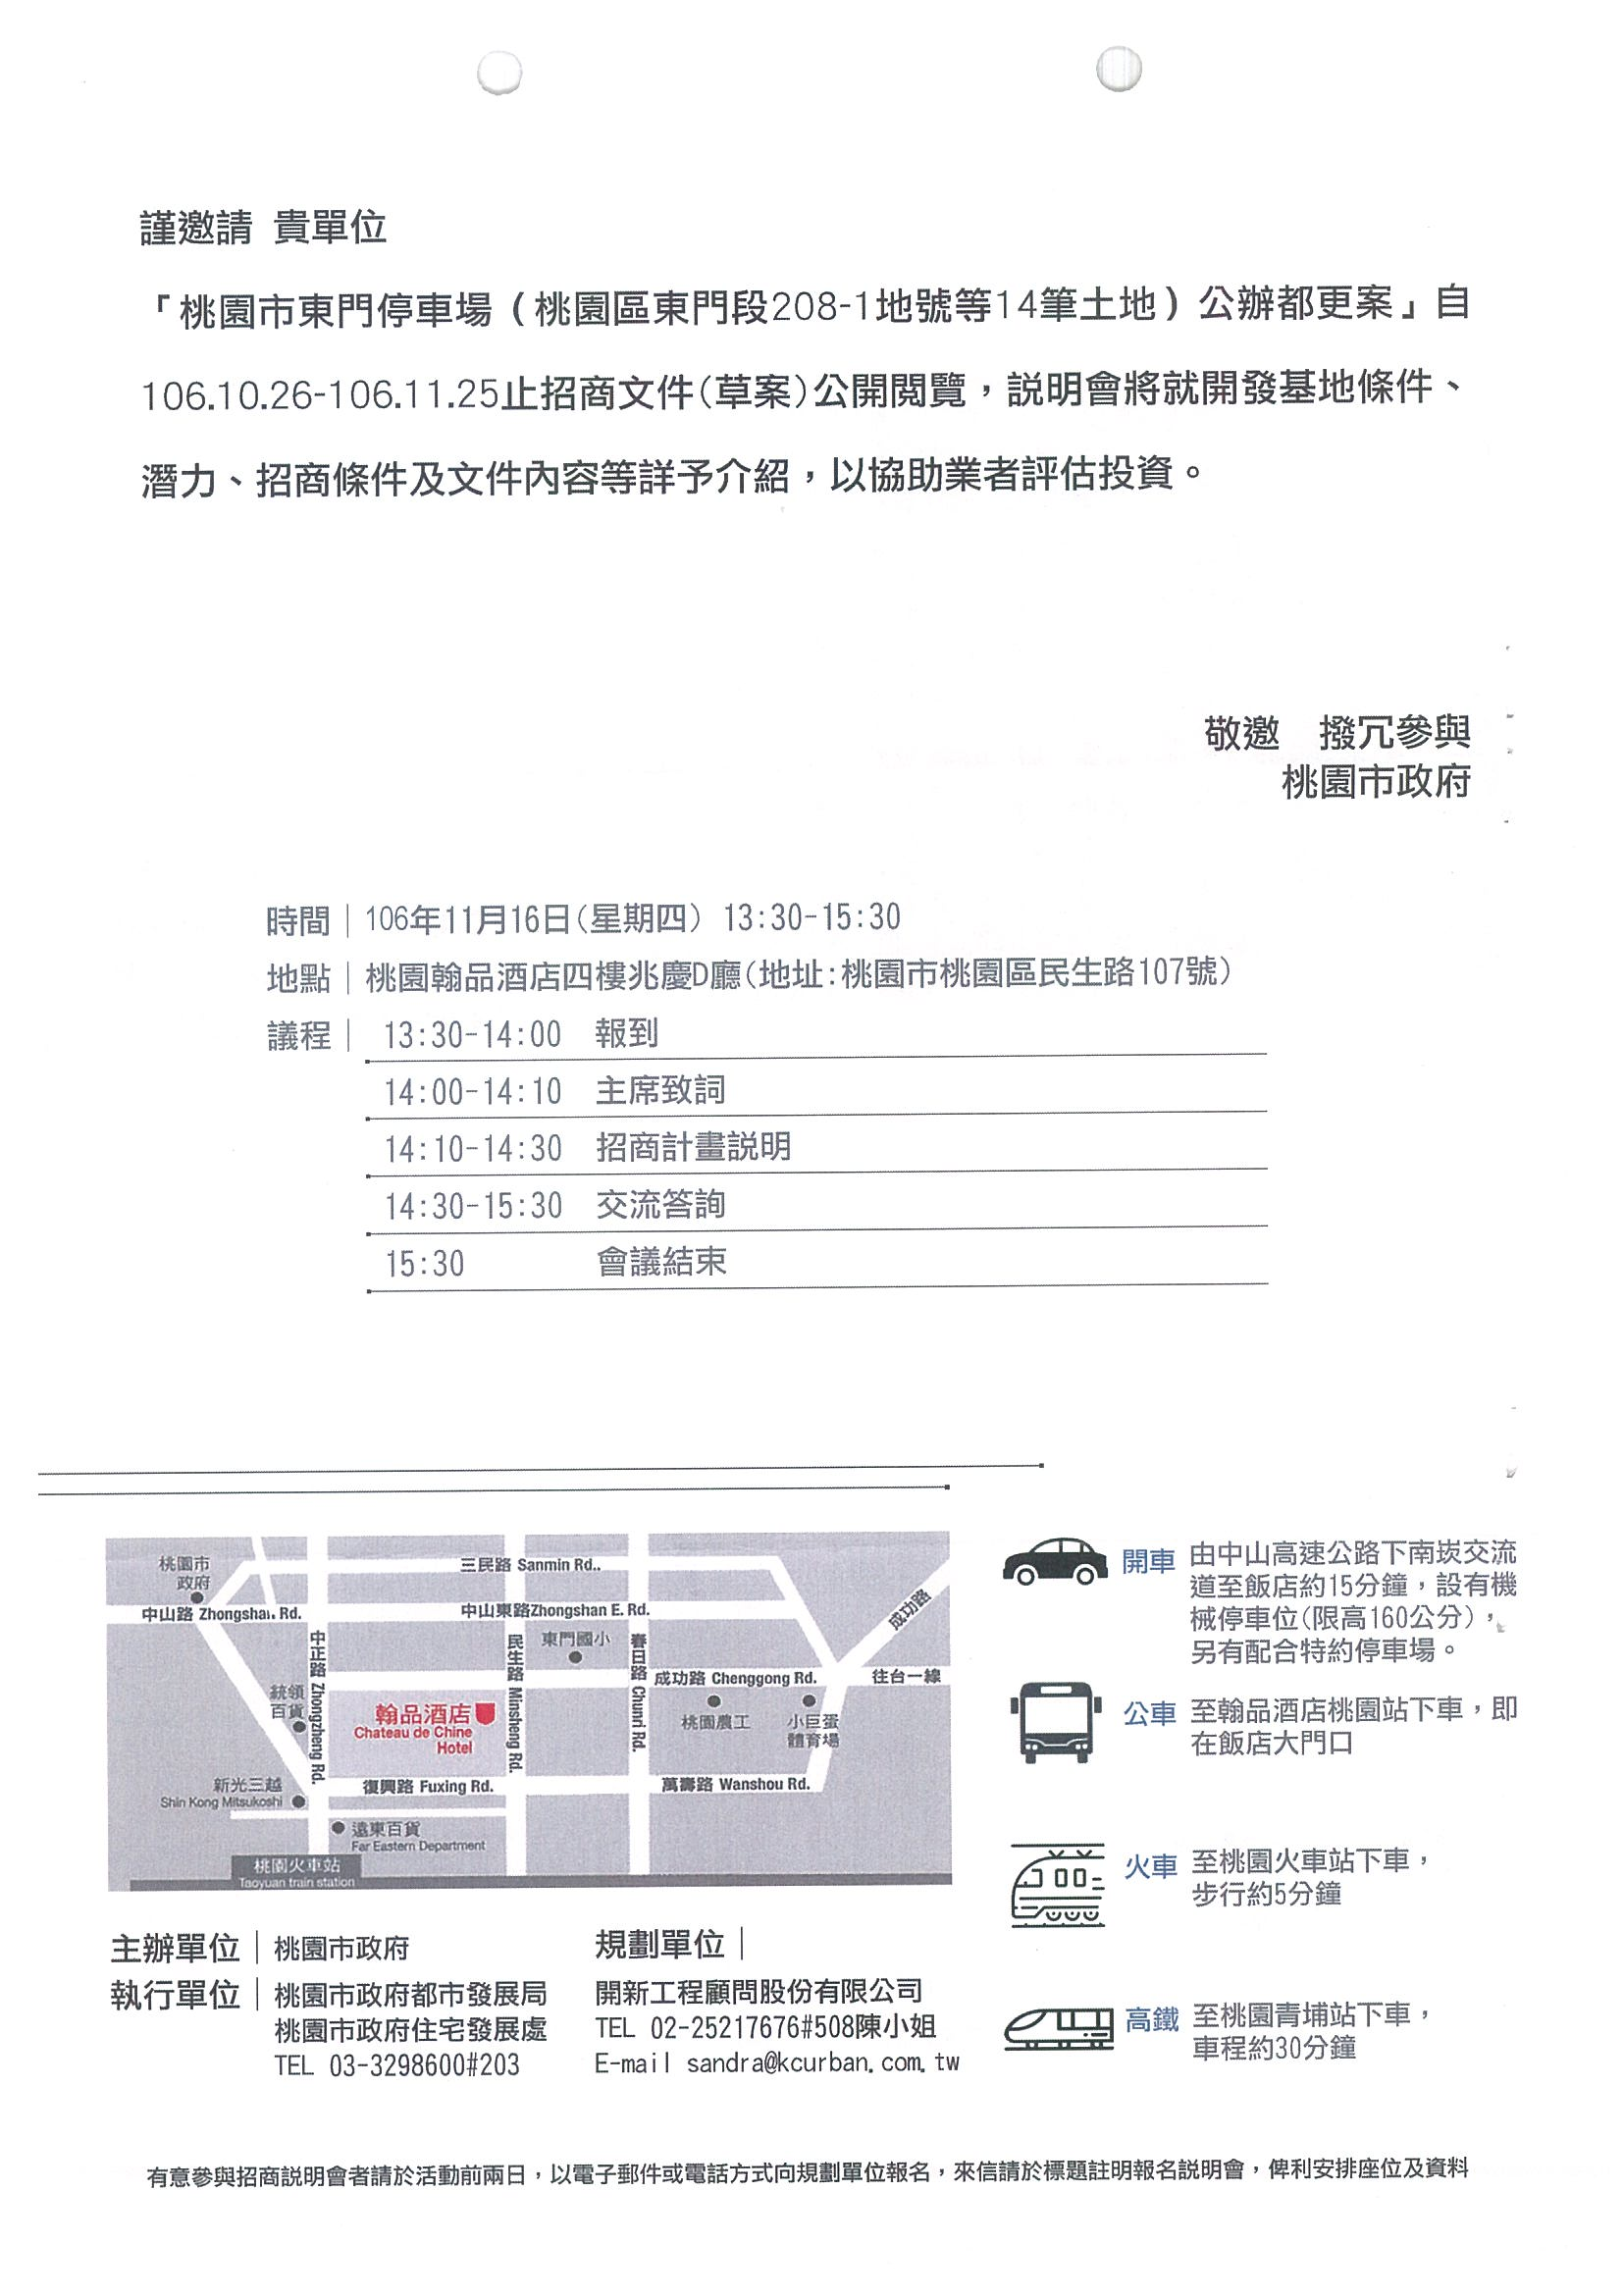 謹邀請 貴單位
「桃園市東門停車場（桃園區東門段208-1地號等14筆土地）公辦都更案」自
106.10.26-106.11.25止招商文件(草案)公開閱覽，說明會將就開發基地條件、
潛力、招商條件及文件內容等詳予介紹，以協助業者評估投資。
敬邀　撥冗參與
桃園市政府
時間｜106年11月16日(星期四) 13:30-15:30
地點｜桃園翰品酒店四樓兆慶D廳(地址:桃園市桃園區民生路107號)
議程｜13:30-14:00 報到
14:00-14:10 主席致詞
14:10-14:30 招商計畫說明
14:30-15:30 交流答詢
15:30 會議結束
桃園市
政府
三民路 Sanmin Rd..
中山路 Zhongshan Rd.
中山東路Zhongshan E. Rd.
成功路
中正路 Zhongzheng Rd.
民生路 Minsheng Rd.
東門國小
春日路 Chunri Rd.
成功路 Chenggong Rd.
往台一線
統領
百貨
翰品酒店
Chateau de Chine
Hotel
桃園農工
小巨蛋
體育場
新光三越
Shin Kong Mitsukoshi
復興路 Fuxing Rd.
萬壽路 Wanshou Rd.
遠東百貨
Far Eastern Department
桃園火車站
Taoyuan train station
開車 由中山高速公路下南崁交流
道至飯店約15分鐘，設有機
械停車位(限高160公分)，
另有配合特約停車場。
公車 至翰品酒店桃園站下車，即
在飯店大門口
火車 至桃園火車站下車，
步行約5分鐘
高鐵 至桃園青埔站下車，
車程約30分鐘
主辦單位｜桃園市政府
執行單位｜桃園市政府都市發展局
桃園市政府住宅發展處
TEL 03-3298600#203
規劃單位｜
開新工程顧問股份有限公司
TEL 02-25217676#508陳小姐
E-mail sandra@kcurban.com.tw
有意參與招商說明會者請於活動前兩日，以電子郵件或電話方式向規劃單位報名，來信請於標題註明報名說明會，俾利安排座位及資料